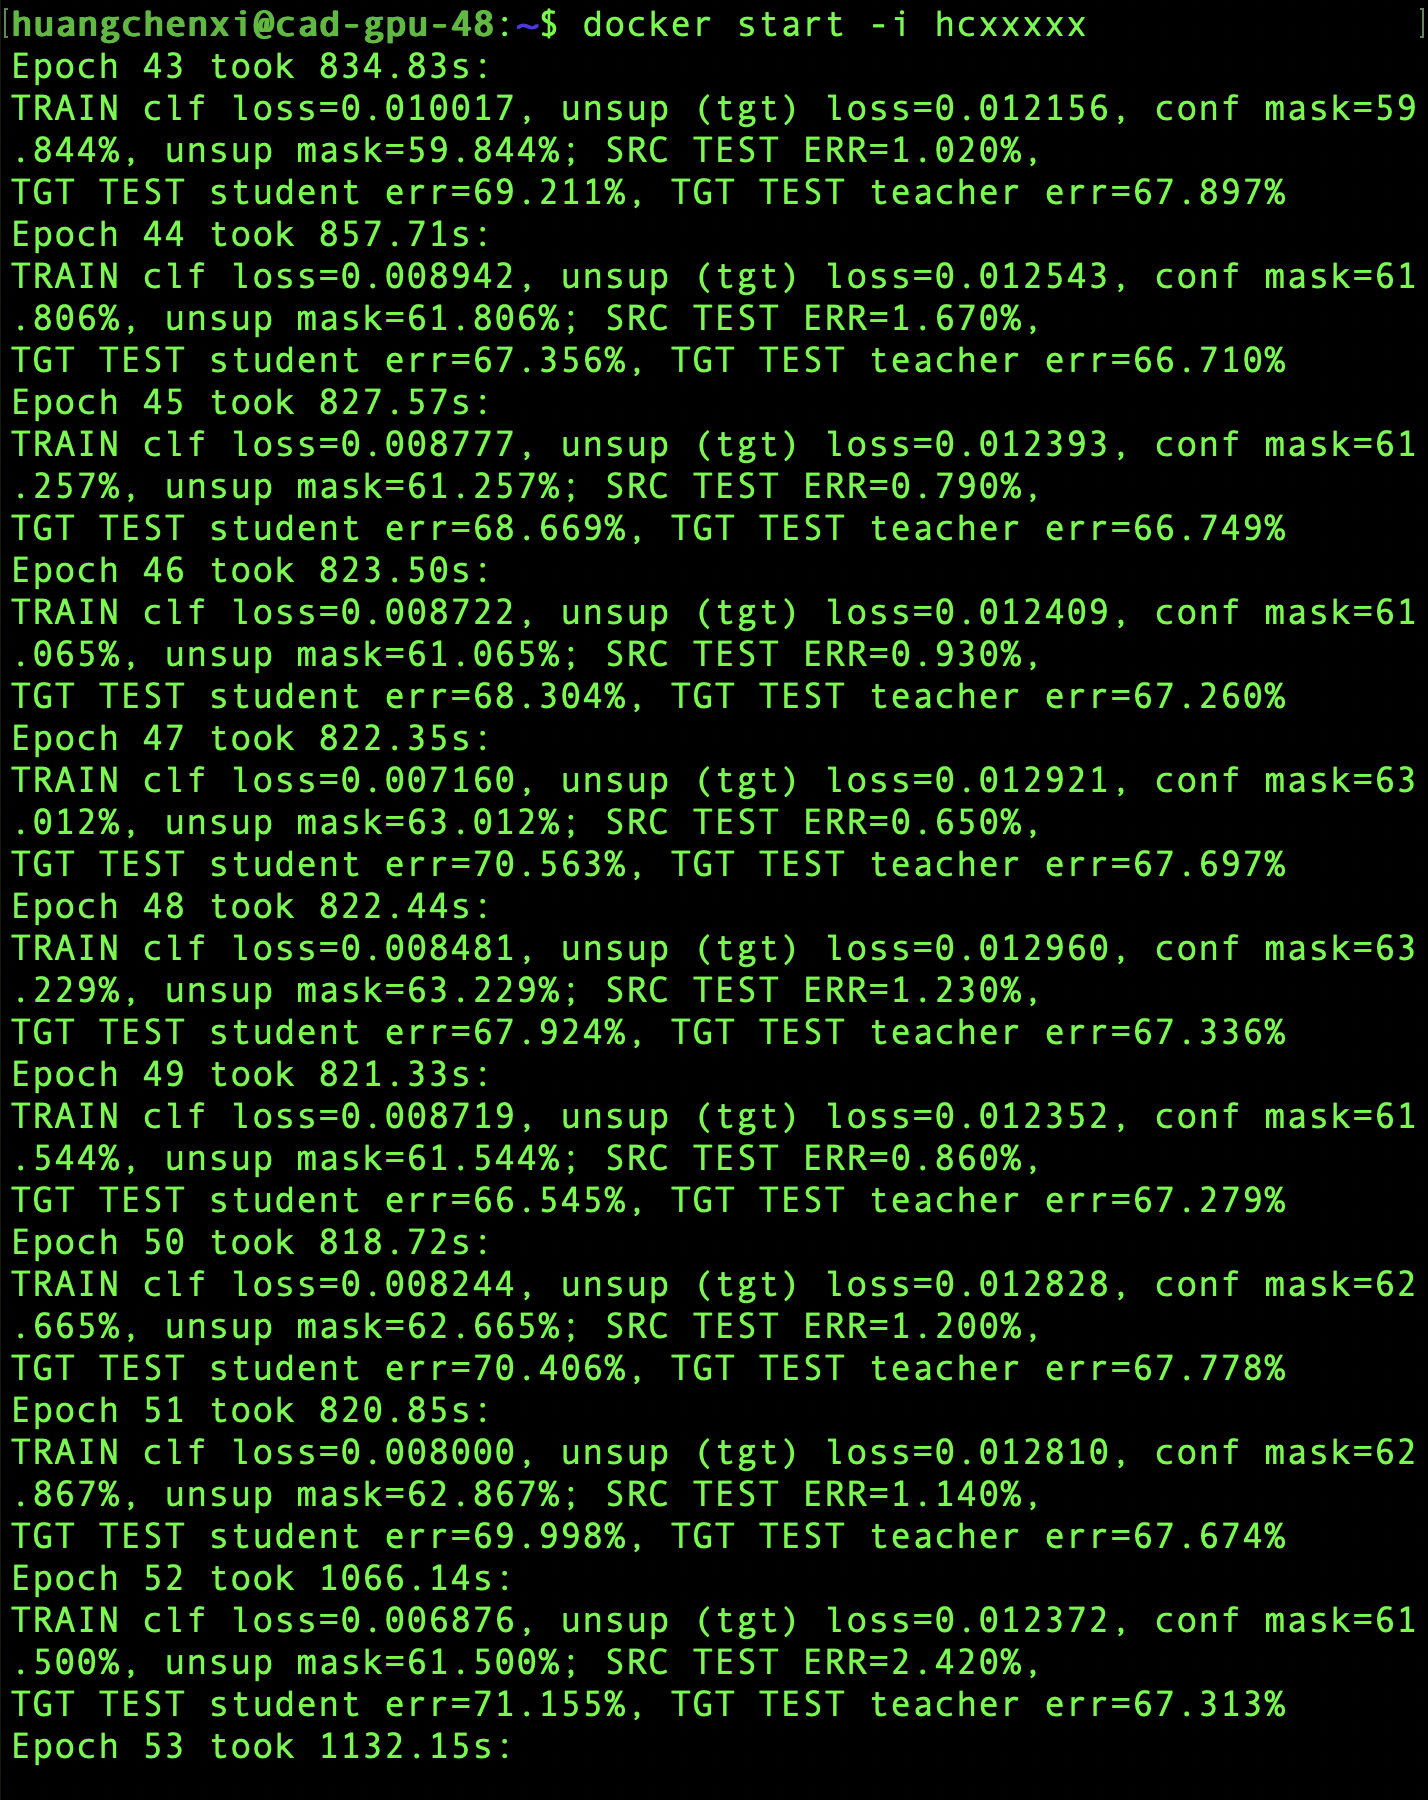 [huangchenxi@cad-gpu-48:~$ docker start -i hcxxxxx ]
Epoch 43 took 834.83s:
TRAIN clf loss=0.010017, unsup (tgt) loss=0.012156, conf mask=59
.844%, unsup mask=59.844%; SRC TEST ERR=1.020%,
TGT TEST student err=69.211%, TGT TEST teacher err=67.897%
Epoch 44 took 857.71s:
TRAIN clf loss=0.008942, unsup (tgt) loss=0.012543, conf mask=61
.806%, unsup mask=61.806%; SRC TEST ERR=1.670%,
TGT TEST student err=67.356%, TGT TEST teacher err=66.710%
Epoch 45 took 827.57s:
TRAIN clf loss=0.008777, unsup (tgt) loss=0.012393, conf mask=61
.257%, unsup mask=61.257%; SRC TEST ERR=0.790%,
TGT TEST student err=68.669%, TGT TEST teacher err=66.749%
Epoch 46 took 823.50s:
TRAIN clf loss=0.008722, unsup (tgt) loss=0.012409, conf mask=61
.065%, unsup mask=61.065%; SRC TEST ERR=0.930%,
TGT TEST student err=68.304%, TGT TEST teacher err=67.260%
Epoch 47 took 822.35s:
TRAIN clf loss=0.007160, unsup (tgt) loss=0.012921, conf mask=63
.012%, unsup mask=63.012%; SRC TEST ERR=0.650%,
TGT TEST student err=70.563%, TGT TEST teacher err=67.697%
Epoch 48 took 822.44s:
TRAIN clf loss=0.008481, unsup (tgt) loss=0.012960, conf mask=63
.229%, unsup mask=63.229%; SRC TEST ERR=1.230%,
TGT TEST student err=67.924%, TGT TEST teacher err=67.336%
Epoch 49 took 821.33s:
TRAIN clf loss=0.008719, unsup (tgt) loss=0.012352, conf mask=61
.544%, unsup mask=61.544%; SRC TEST ERR=0.860%,
TGT TEST student err=66.545%, TGT TEST teacher err=67.279%
Epoch 50 took 818.72s:
TRAIN clf loss=0.008244, unsup (tgt) loss=0.012828, conf mask=62
.665%, unsup mask=62.665%; SRC TEST ERR=1.200%,
TGT TEST student err=70.406%, TGT TEST teacher err=67.778%
Epoch 51 took 820.85s:
TRAIN clf loss=0.008000, unsup (tgt) loss=0.012810, conf mask=62
.867%, unsup mask=62.867%; SRC TEST ERR=1.140%,
TGT TEST student err=69.998%, TGT TEST teacher err=67.674%
Epoch 52 took 1066.14s:
TRAIN clf loss=0.006876, unsup (tgt) loss=0.012372, conf mask=61
.500%, unsup mask=61.500%; SRC TEST ERR=2.420%,
TGT TEST student err=71.155%, TGT TEST teacher err=67.313%
Epoch 53 took 1132.15s: